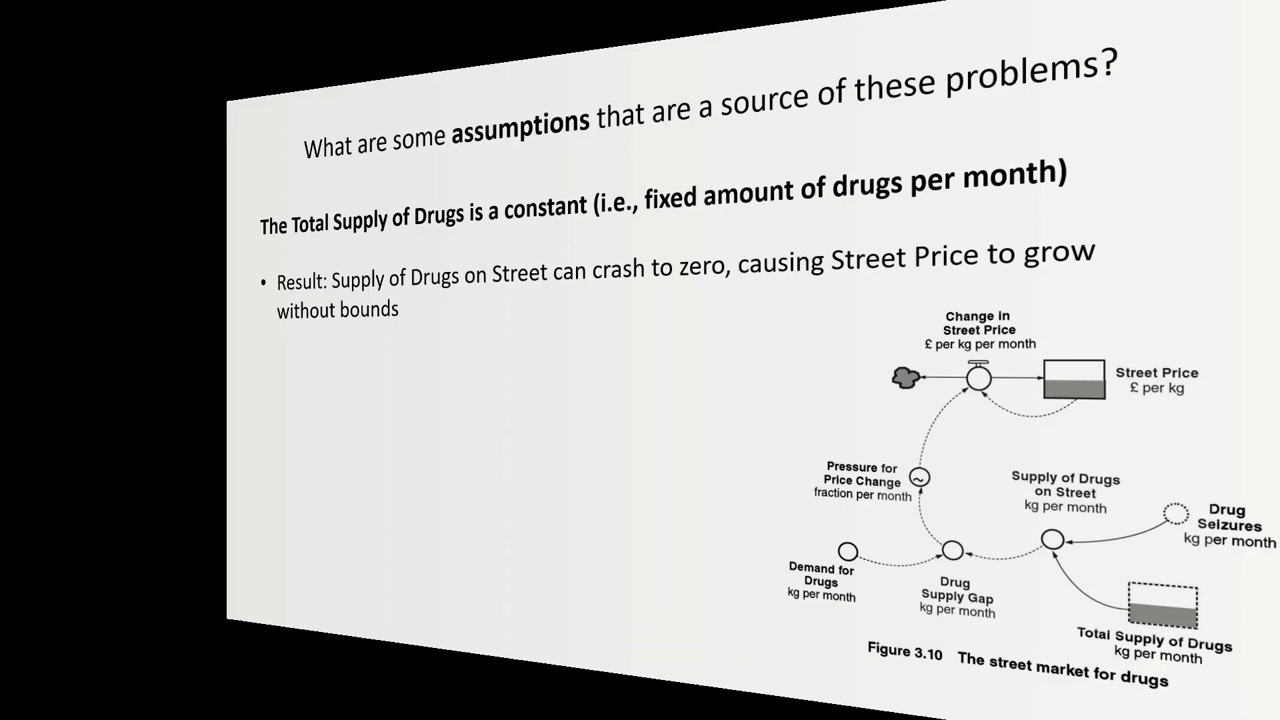 What are some assumptions that are a source of these problems?
The Total Supply of Drugs is a constant (i.e., fixed amount of drugs per month)
• Result: Supply of Drugs on Street can crash to zero, causing Street Price to grow
without bounds
Change in
Street Price
£ per kg per month
Street Price
£ per kg
Pressure for
Price Change
fraction per month
Supply of Drugs
on Street
kg per month
Drug
Seizures
kg per month
Demand for
Drugs
kg per month
Drug
Supply Gap
kg per month
Total Supply of Drugs
kg per month
Figure 3.10 The street market for drugs